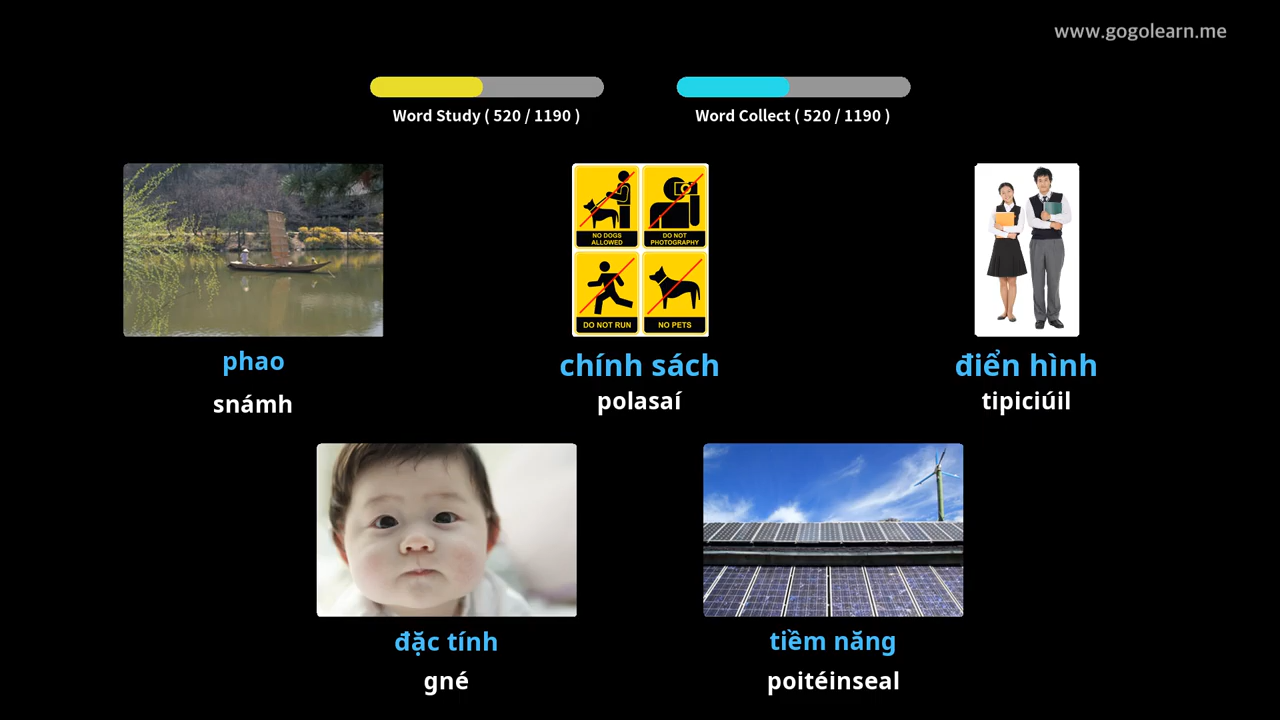 www.gogolearn.me
Word Study ( 520 / 1190 )
Word Collect ( 520 / 1190 )
NO DOGS
ALLOWED
DO NOT
PHOTOGRAPHY
DO NOT RUN
NO PETS
phao
chính sách
điển hình
snámh
polasaí
tipiciúil
đặc tính
tiềm năng
gné
poitéinseal